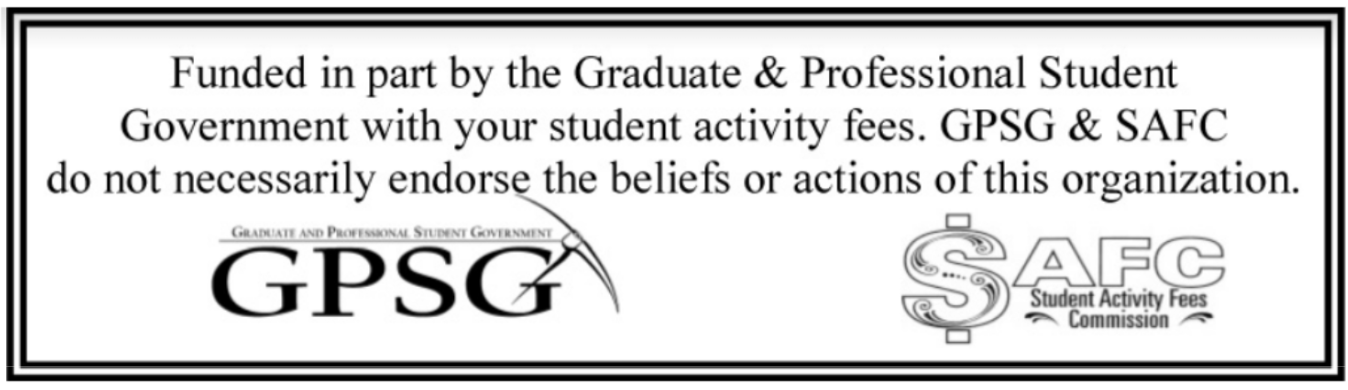 Funded in part by the Graduate & Professional Student
Government with your student activity fees. GPSG & SAFC
do not necessarily endorse the beliefs or actions of this organization.
GRADUATE AND PROFESSIONAL STUDENT GOVERNMENT
GPSG
SAFC
Student Activity Fees
Commission